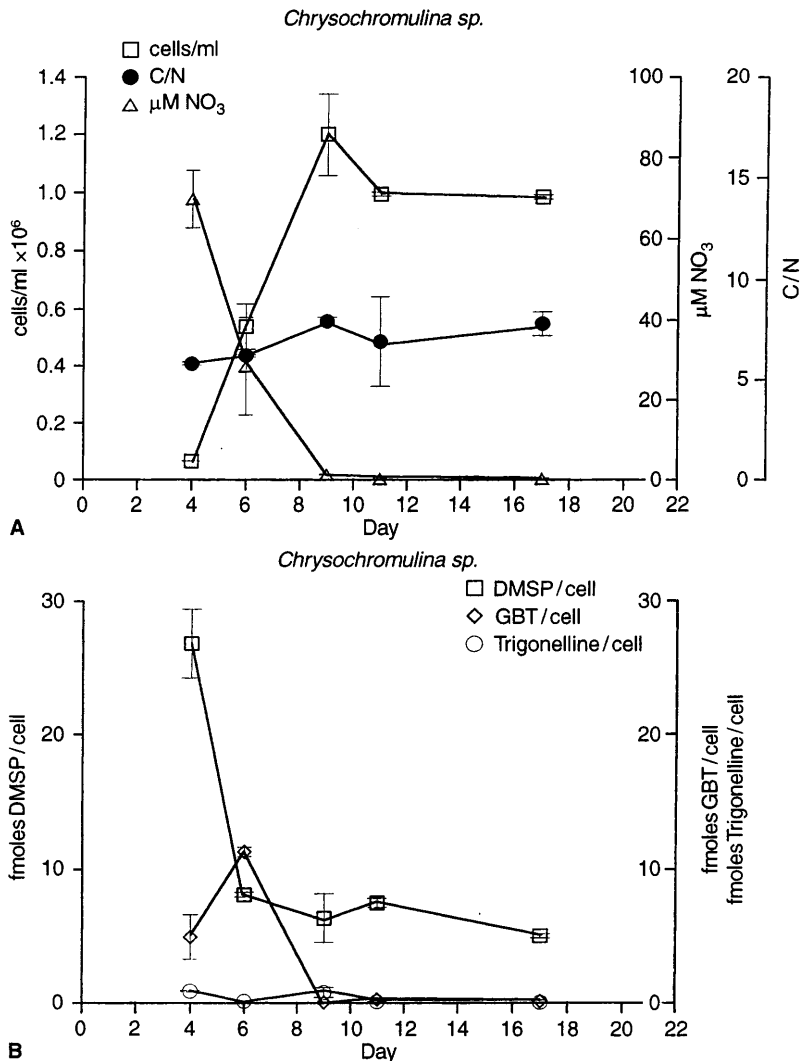 Chrysochromulina sp.
cells/ml
C/N
μM NO3
1.4
1.2
1.0
0.8
0.6
0.4
0.2
0
cells/ml ×10⁶
100
80
60
40
20
0
μM NO3
20
15
10
5
0
C/N
0 2 4 6 8 10 12 14 16 18 20 22
Day
A
Chrysochromulina sp.
DMSP/cell
GBT/cell
Trigonelline/cell
30
20
10
0
fmoles DMSP/cell
30
20
10
0
fmoles GBT/cell
fmoles Trigonelline/cell
0 2 4 6 8 10 12 14 16 18 20 22
Day
B